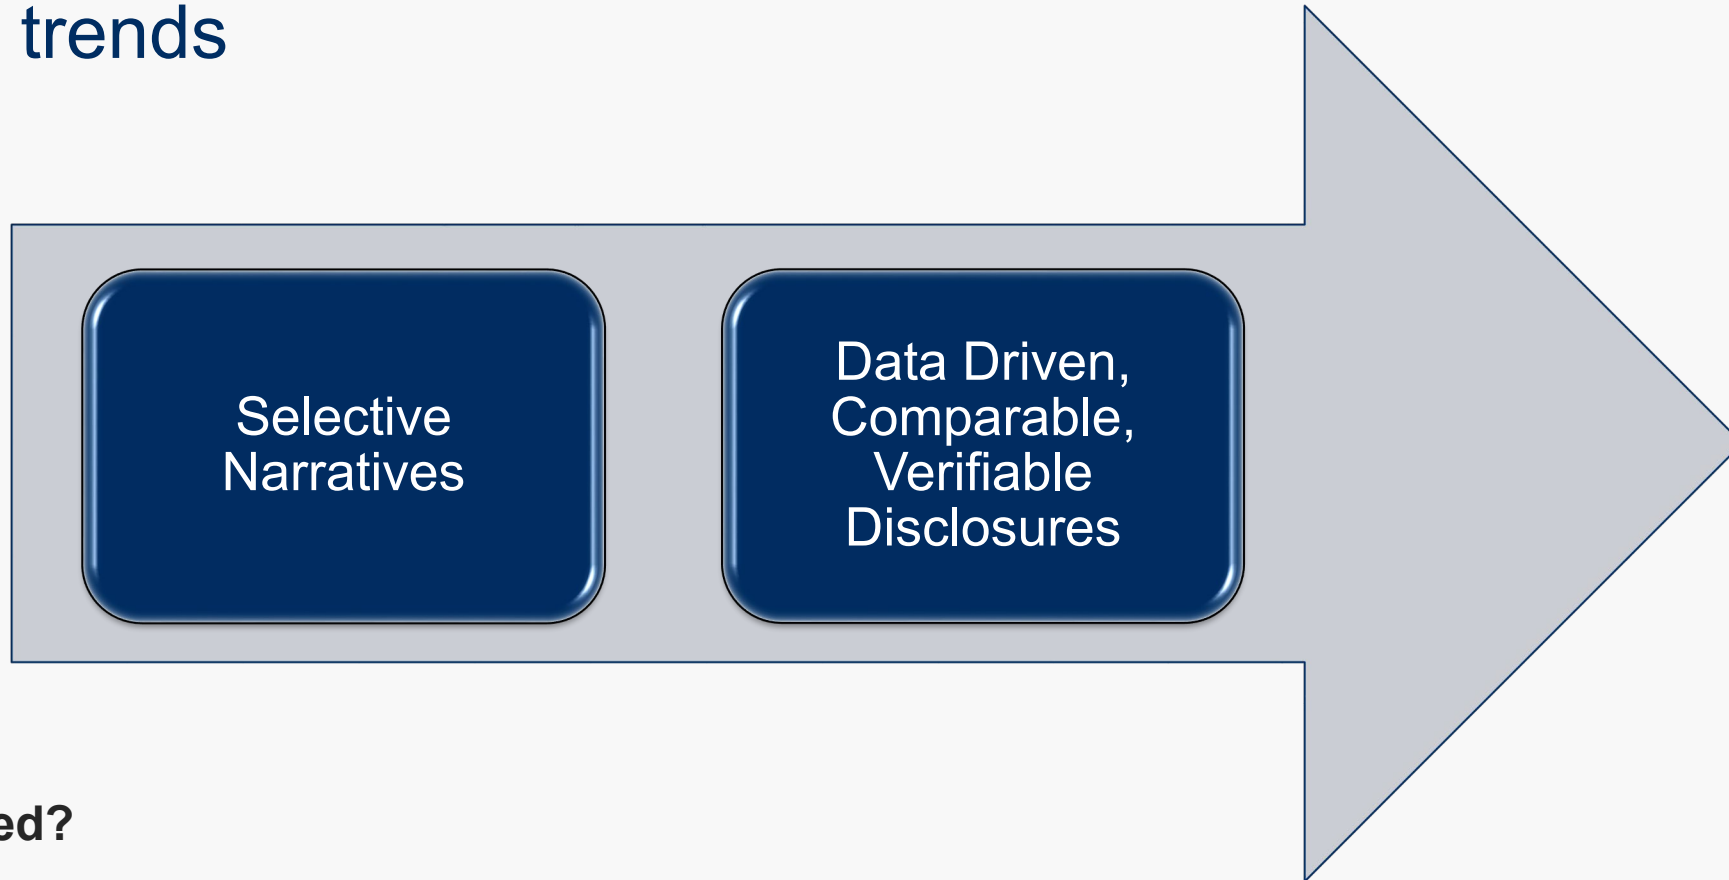 trends
Selective
Narratives
Data Driven,
Comparable,
Verifiable
Disclosures
ed?